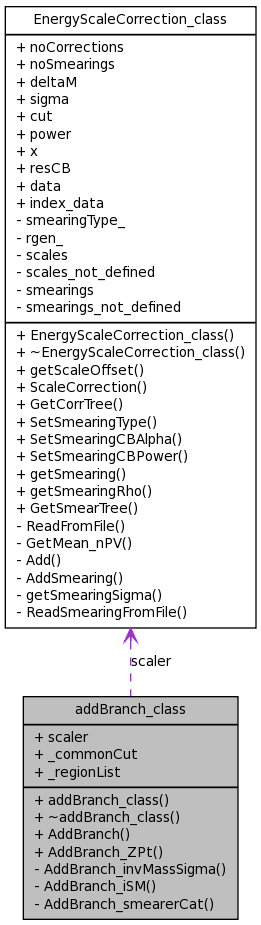 EnergyScaleCorrection_class
+ noCorrections
+ noSmearings
+ deltaM
+ sigma
+ cut
+ power
+ x
+ resCB
+ data
+ index_data
- smearingType_
- rgen_
- scales
- scales_not_defined
- smearings
- smearings_not_defined
+ EnergyScaleCorrection_class()
+ ~EnergyScaleCorrection_class()
+ getScaleOffset()
+ ScaleCorrection()
+ GetCorrTree()
+ SetSmearingType()
+ SetSmearingCBAlpha()
+ SetSmearingCBPower()
+ getSmearing()
+ getSmearingRho()
+ GetSmearTree()
- ReadFromFile()
- GetMean_nPV()
- Add()
- AddSmearing()
- getSmearingSigma()
- ReadSmearingFromFile()
scaler
addBranch_class
+ scaler
+ _commonCut
+ _regionList
+ addBranch_class()
+ ~addBranch_class()
+ AddBranch()
+ AddBranch_ZPt()
- AddBranch_invMassSigma()
- AddBranch_iSM()
- AddBranch_smearerCat()